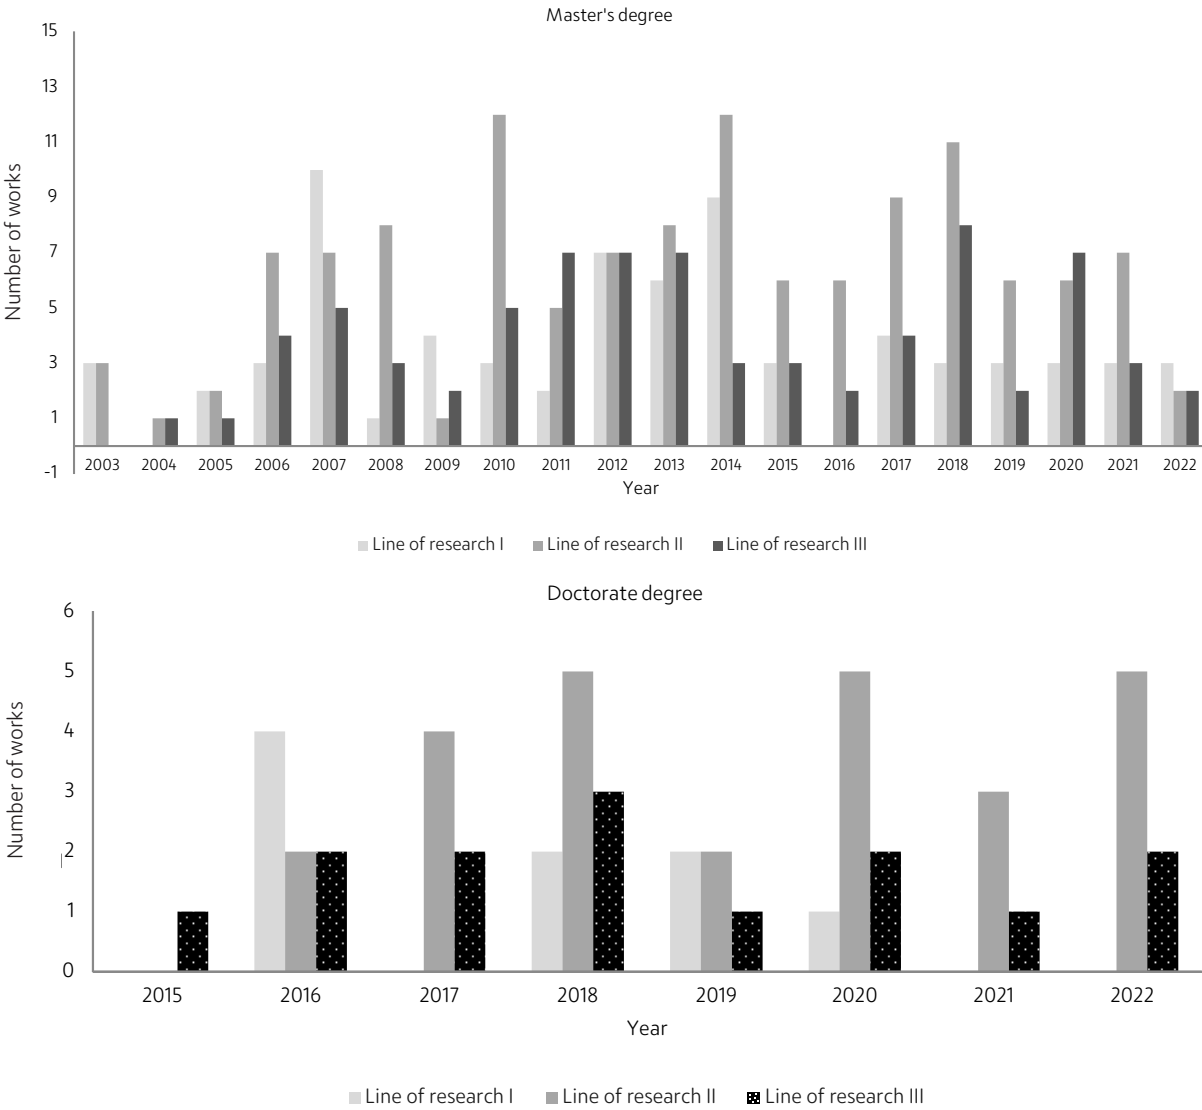 Master's degree
15
13
11
9
7
5
3
1
-1
Number of works
2003 2004 2005 2006 2007 2008 2009 2010 2011 2012 2013 2014 2015 2016 2017 2018 2019 2020 2021 2022
Year
Line of research I Line of research II Line of research III
Doctorate degree
6
5
4
3
2
1
0
Number of works
2015 2016 2017 2018 2019 2020 2021 2022
Year
Line of research I Line of research II Line of research III